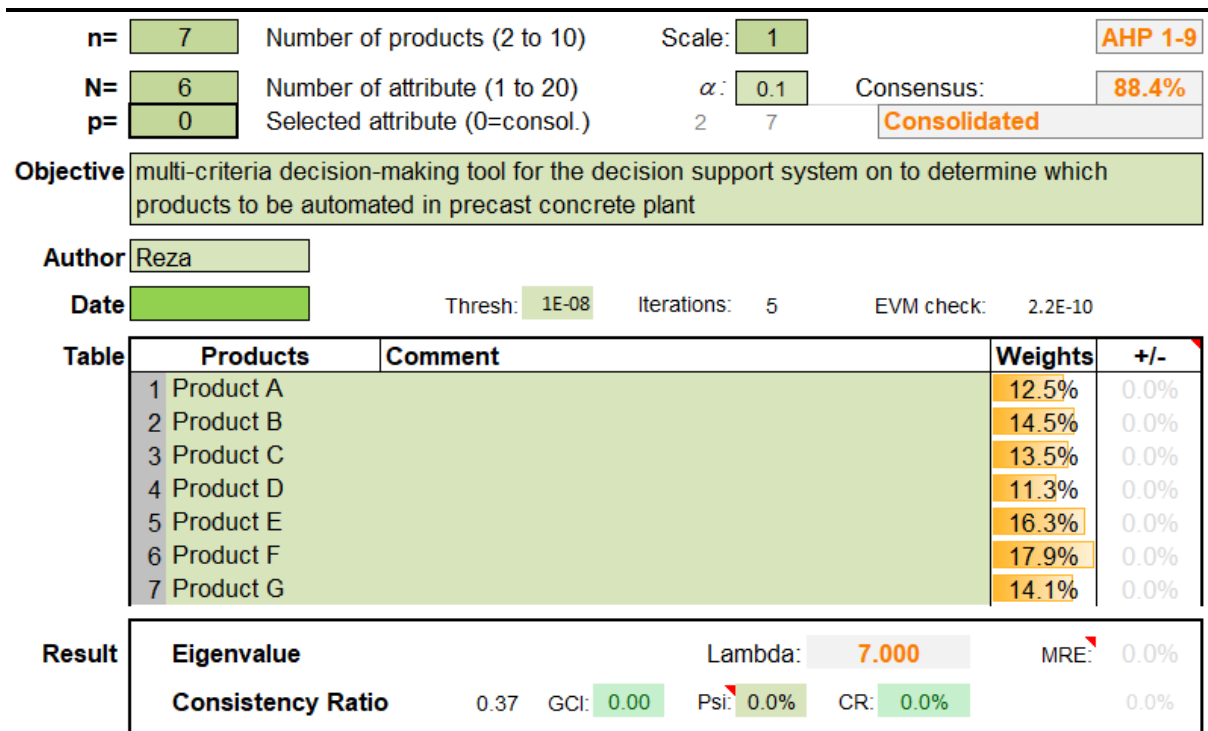 n= 7 Number of products (2 to 10) Scale: 1 AHP 1-9
N= 6 Number of attribute (1 to 20) α: 0.1 Consensus: 88.4%
p= 0 Selected attribute (0=consol.) 2 7 Consolidated
Objective multi-criteria decision-making tool for the decision support system on to determine which
products to be automated in precast concrete plant
Author Reza
Date Thresh: 1E-08 Iterations: 5 EVM check: 2.2E-10
Table Products Comment Weights +/-
1 Product A 12.5% 0.0%
2 Product B 14.5% 0.0%
3 Product C 13.5% 0.0%
4 Product D 11.3% 0.0%
5 Product E 16.3% 0.0%
6 Product F 17.9% 0.0%
7 Product G 14.1% 0.0%
Result Eigenvalue Lambda: 7.000 MRE: 0.0%
Consistency Ratio 0.37 GCI: 0.00 Psi: 0.0% CR: 0.0% 0.0%